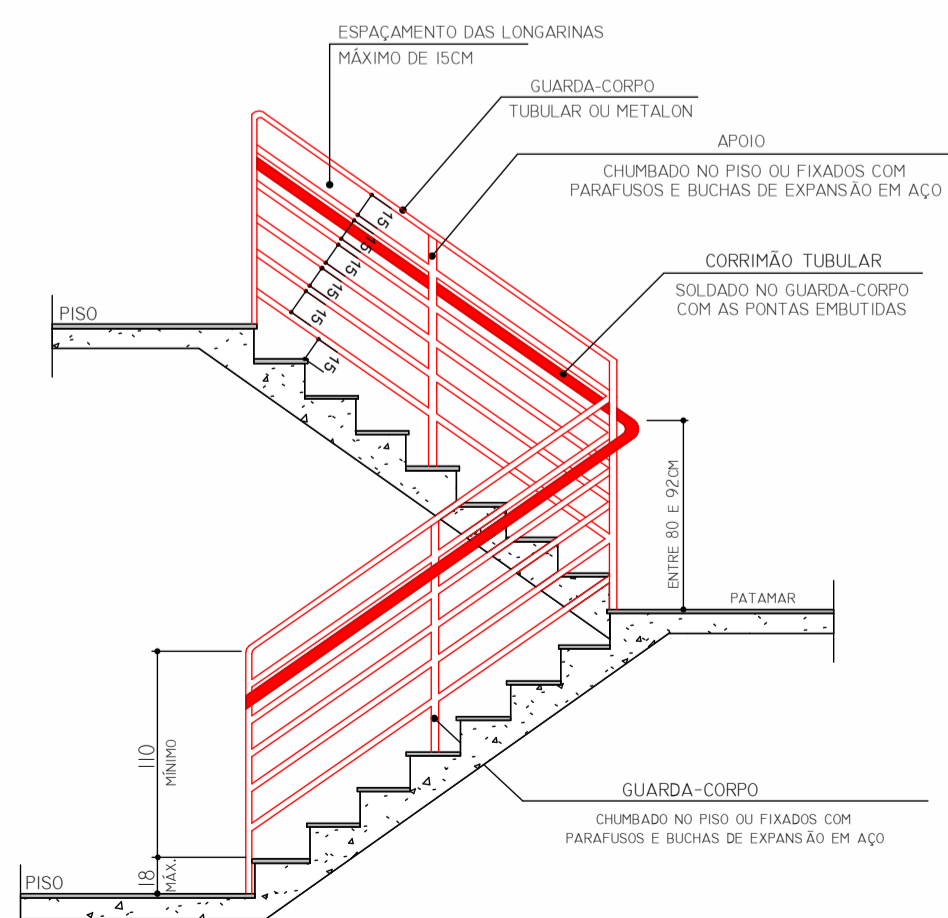 ESPAÇAMENTO DAS LONGARINAS
MÁXIMO DE 15CM
GUARDA-CORPO
TUBULAR OU METALON
APOIO
CHUMBADO NO PISO OU FIXADOS COM
PARAFUSOS E BUCHAS DE EXPANSÃO EM AÇO
CORRIMÃO TUBULAR
SOLDADO NO GUARDA-CORPO
COM AS PONTAS EMBUTIDAS
15
15
15
15
15
15
PISO
ENTRE 80 E 92CM
PATAMAR
110
MÍNIMO
GUARDA-CORPO
CHUMBADO NO PISO OU FIXADOS COM
PARAFUSOS E BUCHAS DE EXPANSÃO EM AÇO
18
MÁX.
PISO